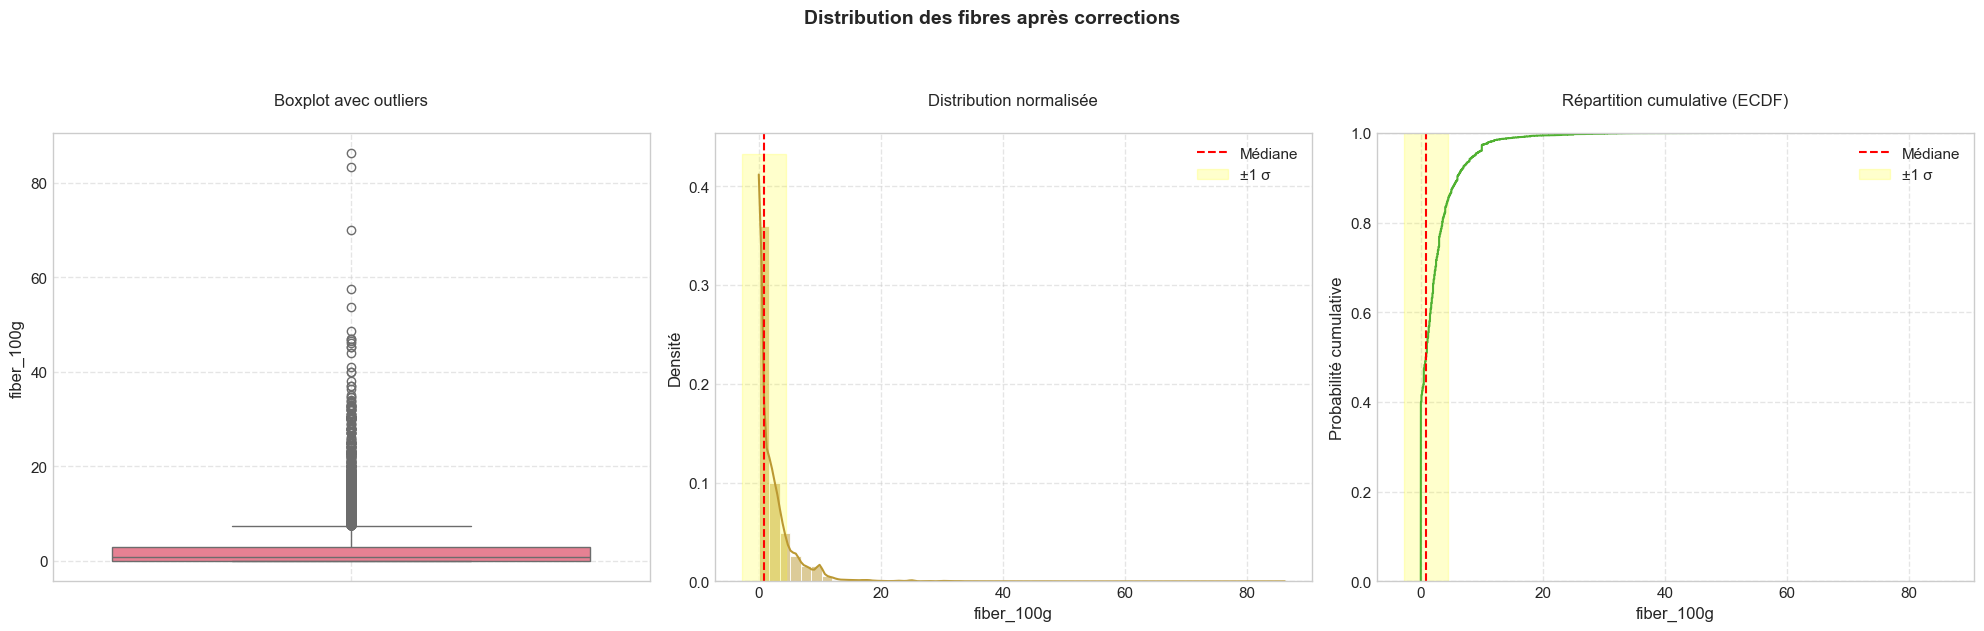 Distribution des fibres après corrections
Boxplot avec outliers
fiber_100g
80
60
40
20
0
Distribution normalisée
Densité
0.4
0.3
0.2
0.1
0.0
Médiane
±1 σ
0 20 40 60 80
fiber_100g
Répartition cumulative (ECDF)
Probabilité cumulative
1.0
0.8
0.6
0.4
0.2
0.0
Médiane
±1 σ
0 20 40 60 80
fiber_100g